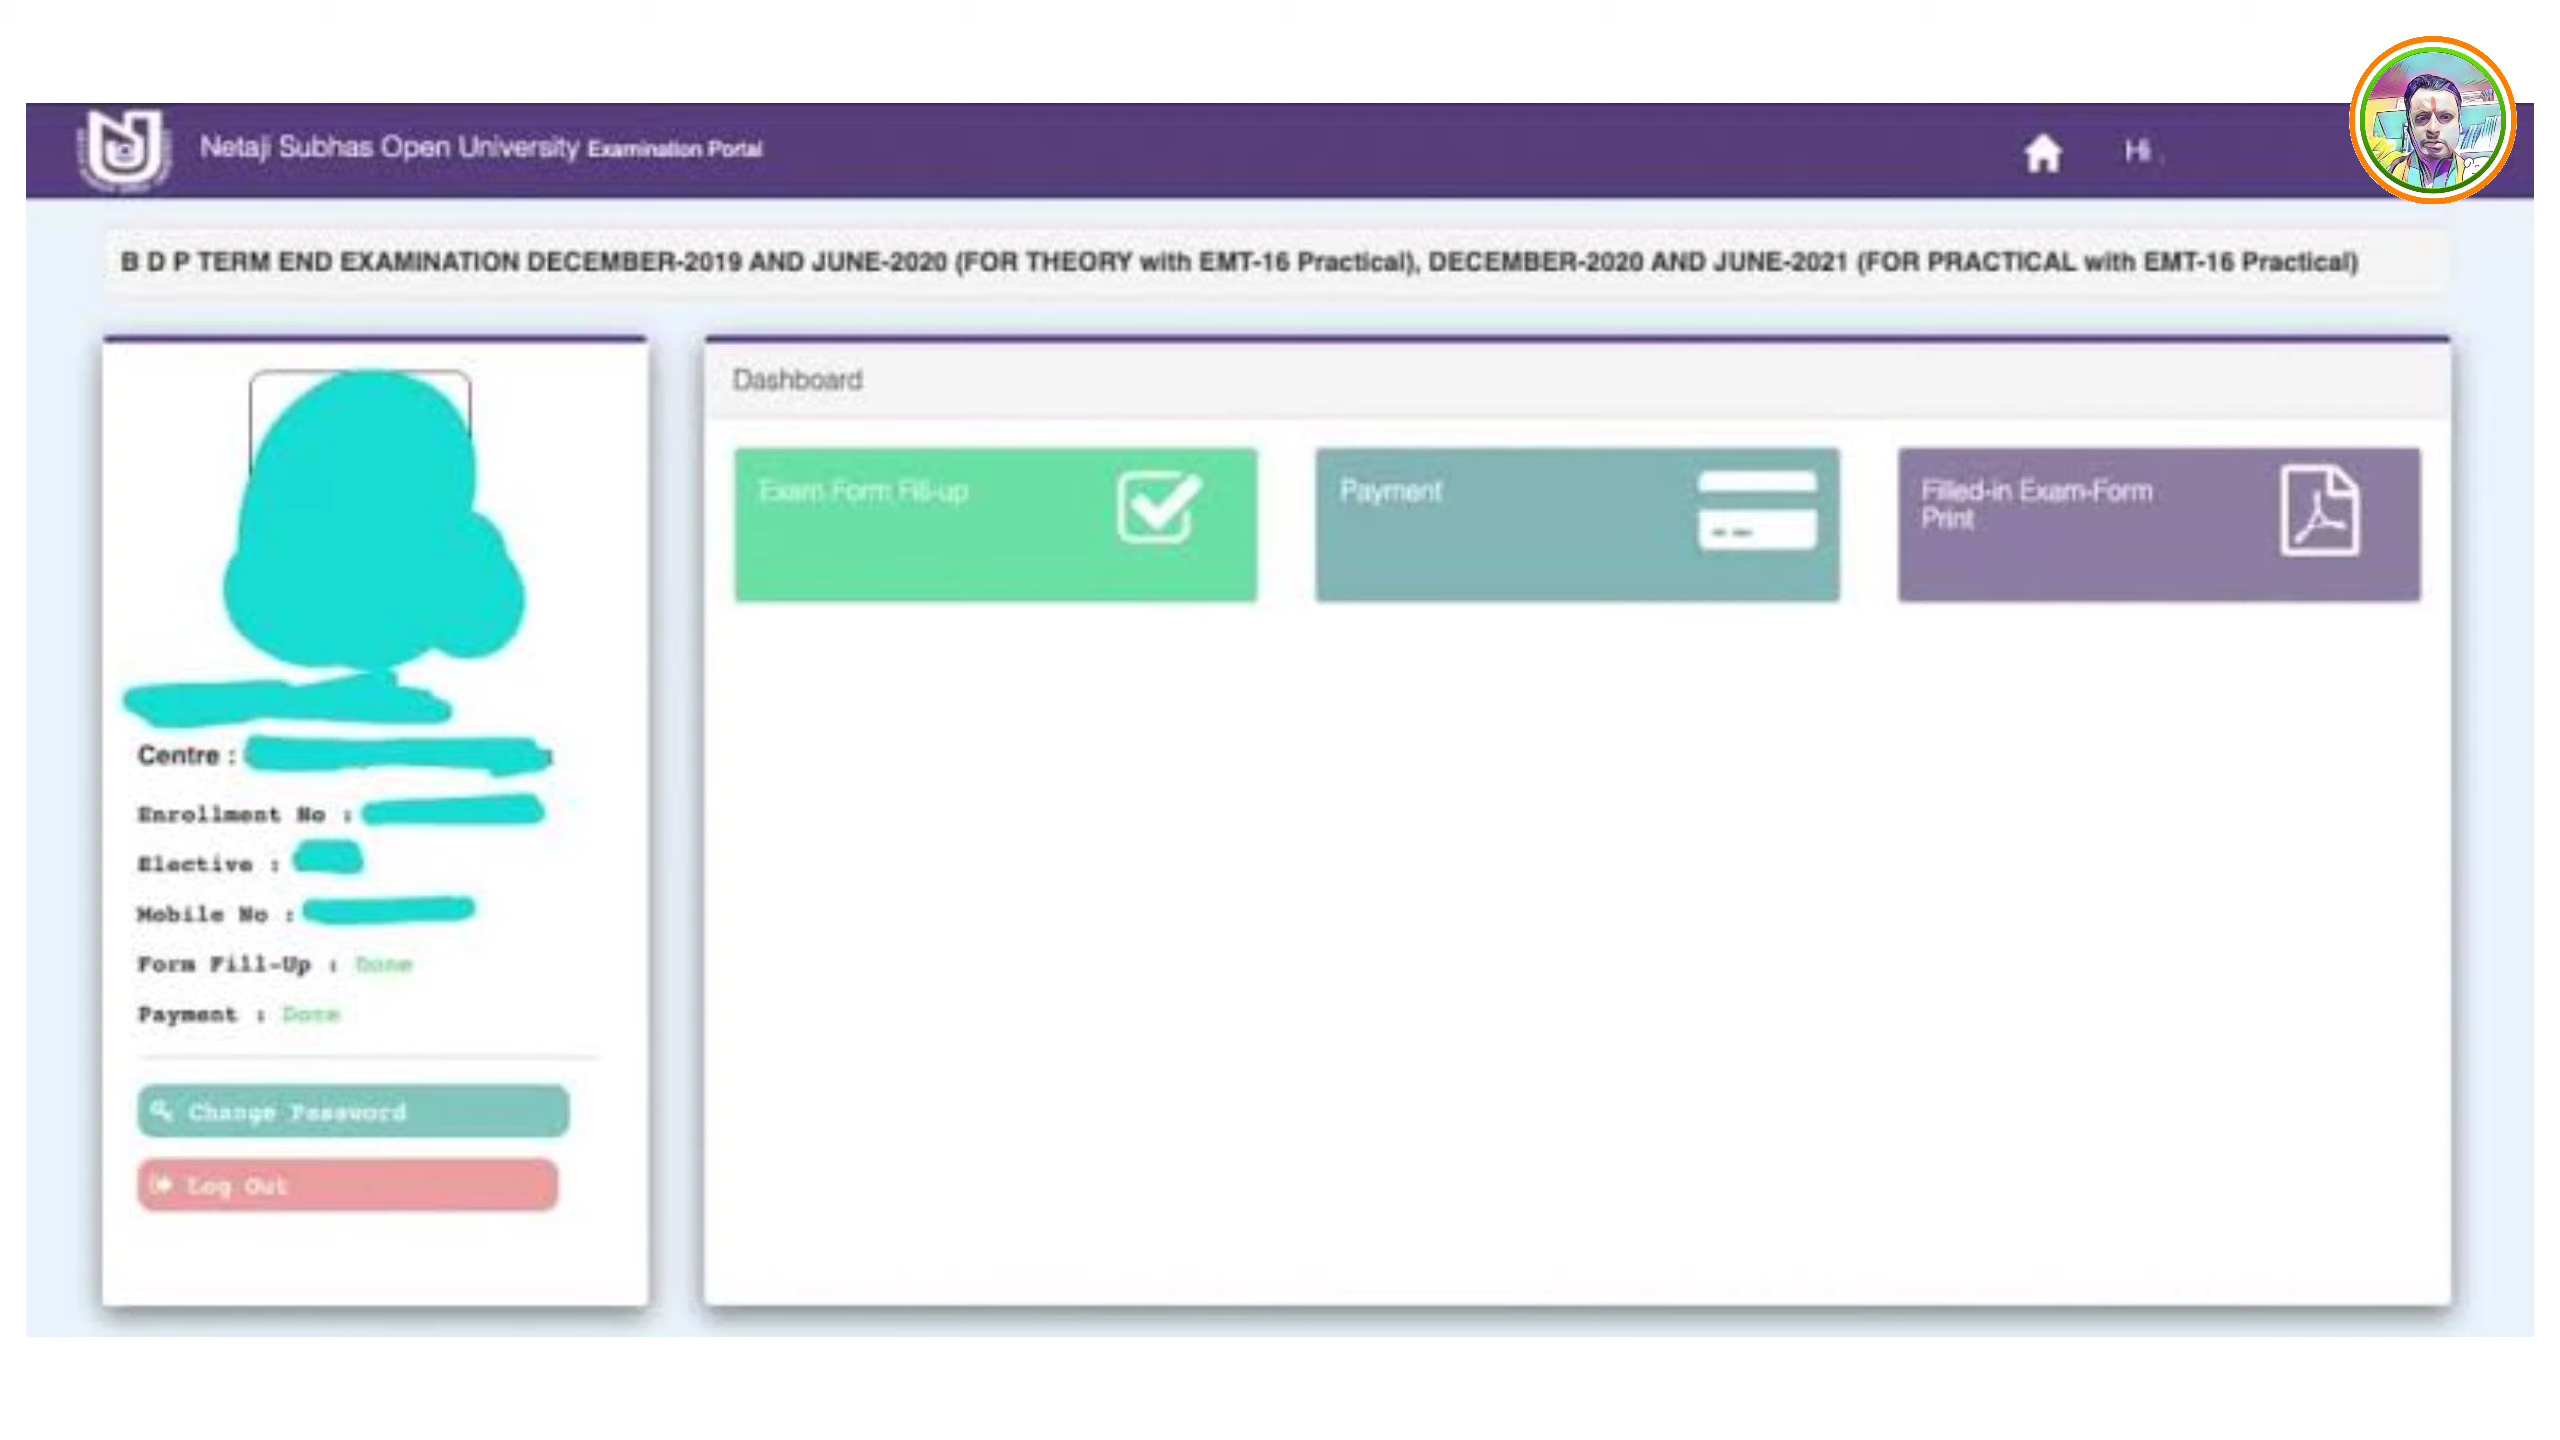 Netaji Subhas Open University Examination Portal
Hi
B D P TERM END EXAMINATION DECEMBER-2019 AND JUNE-2020 (FOR THEORY with EMT-16 Practical), DECEMBER-2020 AND JUNE-2021 (FOR PRACTICAL with EMT-16 Practical)
Centre :
Enrollment No :
Elective :
Mobile No :
Form Fill-Up : Done
Payment : Done
Change Password
Log Out
Dashboard
Exam Form Fill-up
Payment
Filled-in Exam-Form
Print